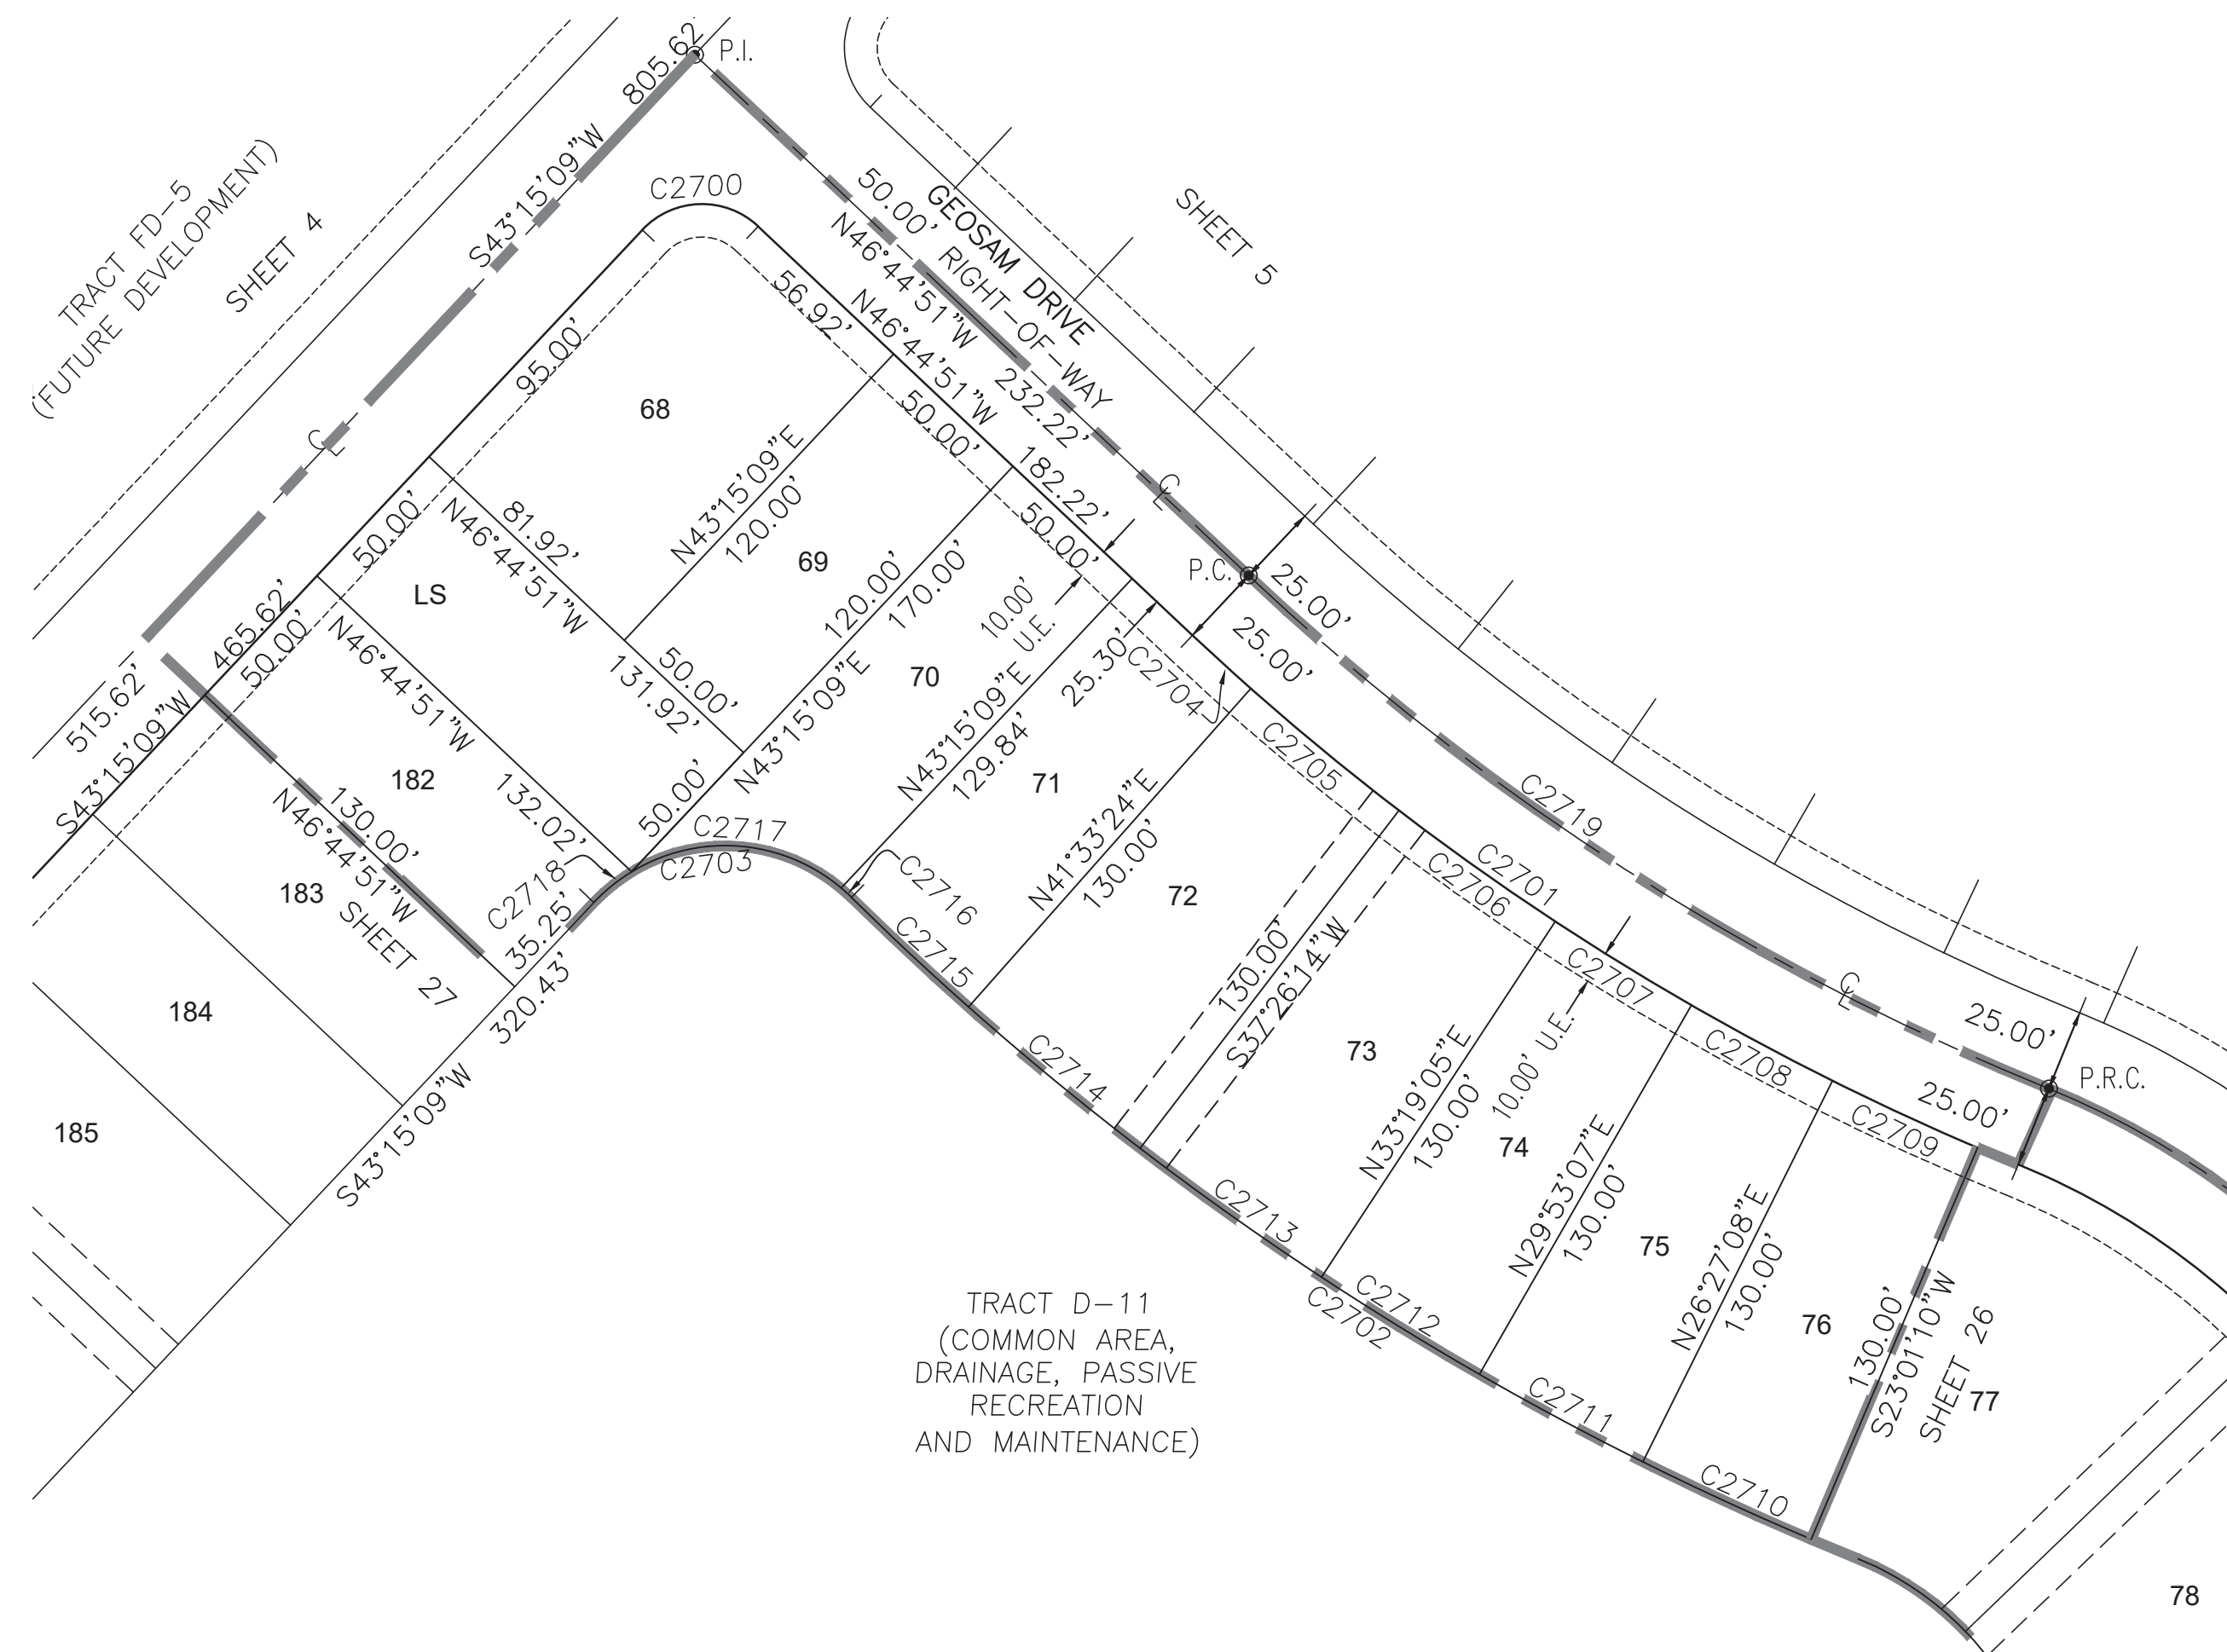 805.62
P.I.
S43°15'09"W
C2700
50.00' RIGHT-OF-WAY
GEOSAM DRIVE
N46°44'51"W 232.22'
SHEET 5
TRACT FD-5
(FUTURE DEVELOPMENT)
SHEET 4
56.92'
N46°44'51"W 182.22'
95.00'
68
50.00'
N43°15'09"E
120.00'
℄
81.92'
N46°44'51"W
50.00'
LS
69
50.00'
℄
P.C.
25.00'
25.00'
120.00'
170.00'
N43°15'09"E
10.00'
U.E.
70
465.62'
50.00'
N46°44'51"W
132.02'
50.00'
131.92'
N43°15'09"E
129.84'
25.30'
C2704
515.62'
S43°15'09"W
182
71
C2705
130.00'
N46°44'51"W
50.00'
C2717
C2703
N41°33'24"E
130.00'
C2719
183
SHEET 27
C2718
35.25'
C2716
72
C2706
C2701
C2715
130.00'
S37°26'14"W
C2707
℄
184
320.43'
S43°15'09"W
C2714
73
N33°19'05"E
130.00'
10.00' U.E.
C2708
25.00'
25.00'
P.R.C.
185
74
C2709
C2713
N29°53'07"E
130.00'
75
N26°27'08"E
130.00'
76
TRACT D-11
(COMMON AREA,
DRAINAGE, PASSIVE
RECREATION
AND MAINTENANCE)
C2712
C2702
130.00'
S23°01'10"W
SHEET 26
77
C2711
C2710
78